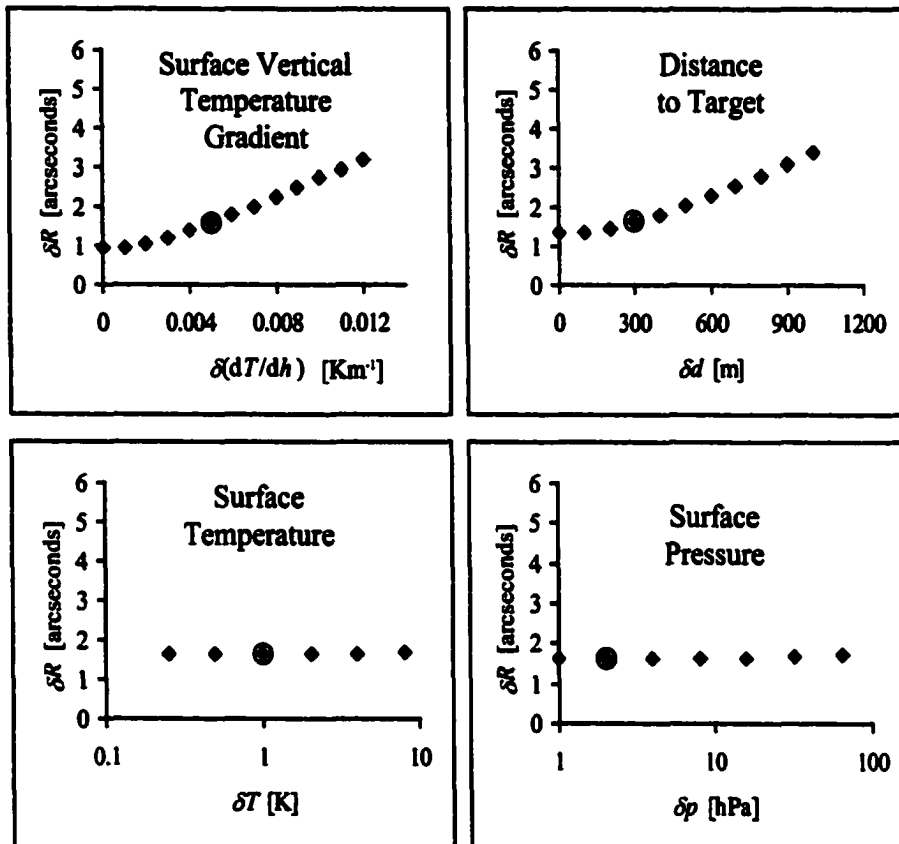 Surface Vertical
Temperature
Gradient
δR [arcseconds]
6
5
4
3
2
1
0
0 0.004 0.008 0.012
δ(dT/dh) [Km⁻¹]
Distance
to Target
δR [arcseconds]
6
5
4
3
2
1
0
0 300 600 900 1200
δd [m]
Surface
Temperature
δR [arcseconds]
6
5
4
3
2
1
0
0.1 1 10
δT [K]
Surface
Pressure
δR [arcseconds]
6
5
4
3
2
1
0
1 10 100
δp [hPa]